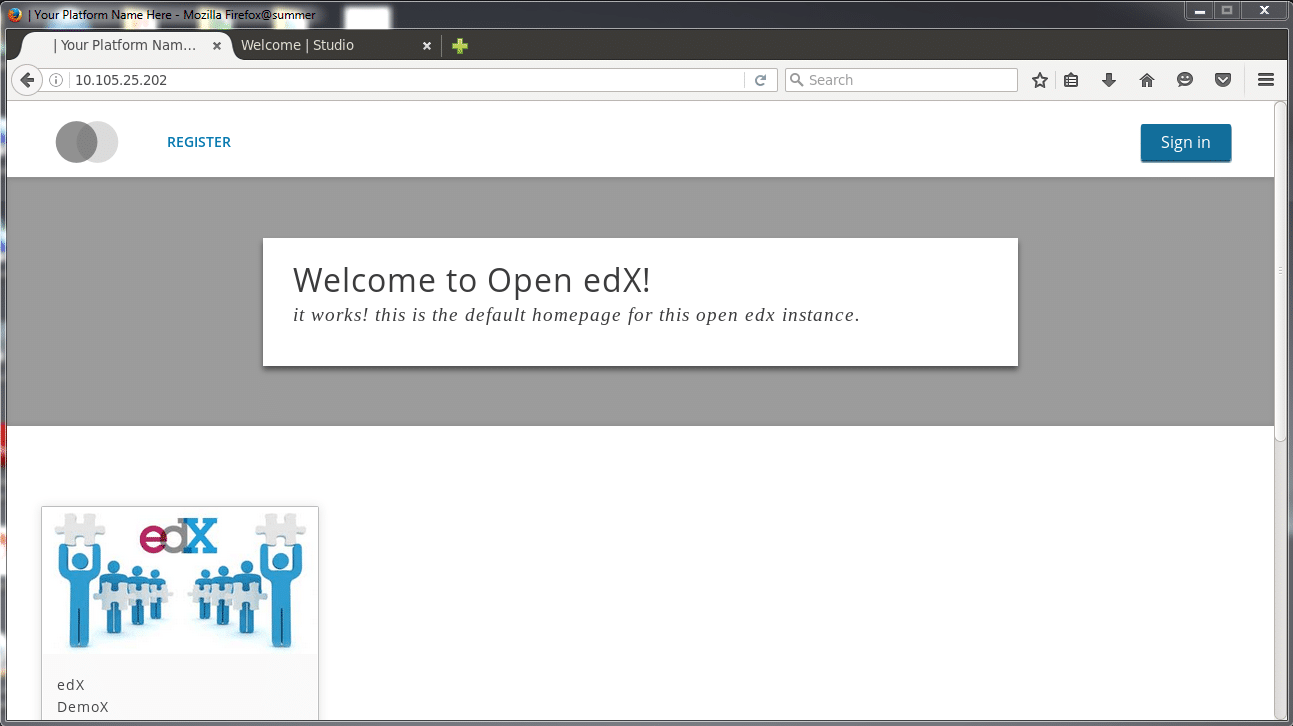 | Your Platform Name Here - Mozilla Firefox@summer
| Your Platform Nam...
Welcome | Studio
10.105.25.202
Search
REGISTER
Sign in
Welcome to Open edX!
it works! this is the default homepage for this open edx instance.
edX
edX
DemoX